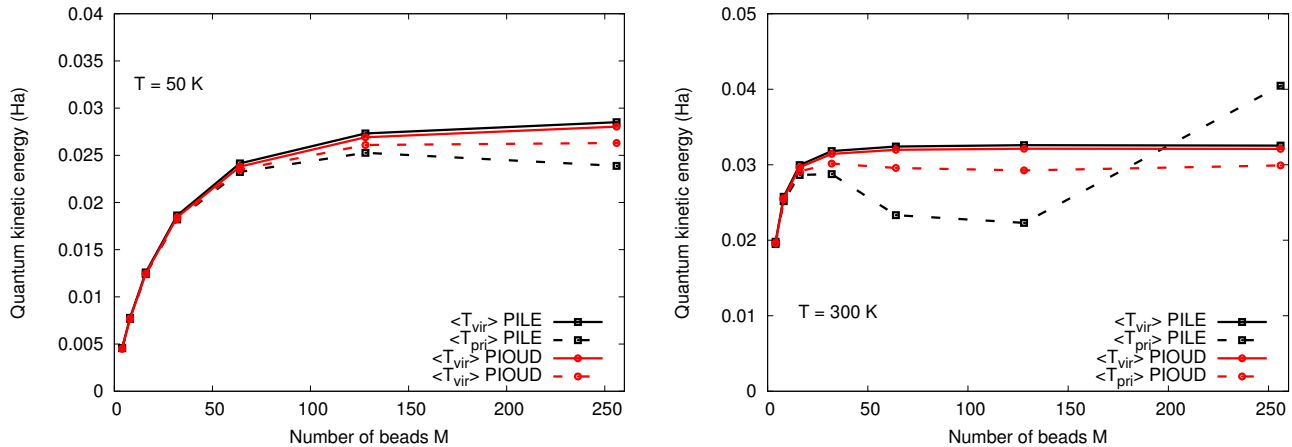 0.04
0.035
0.03
0.025
0.02
0.015
0.01
0.005
0
Quantum kinetic energy (Ha)
T = 50 K
<T_vir> PILE
<T_pri> PILE
<T_vir> PIOUD
<T_vir> PIOUD
0 50 100 150 200 250
Number of beads M
0.05
0.04
0.03
0.02
0.01
0
Quantum kinetic energy (Ha)
T = 300 K
<T_vir> PILE
<T_pri> PILE
<T_vir> PIOUD
<T_pri> PIOUD
0 50 100 150 200 250
Number of beads M